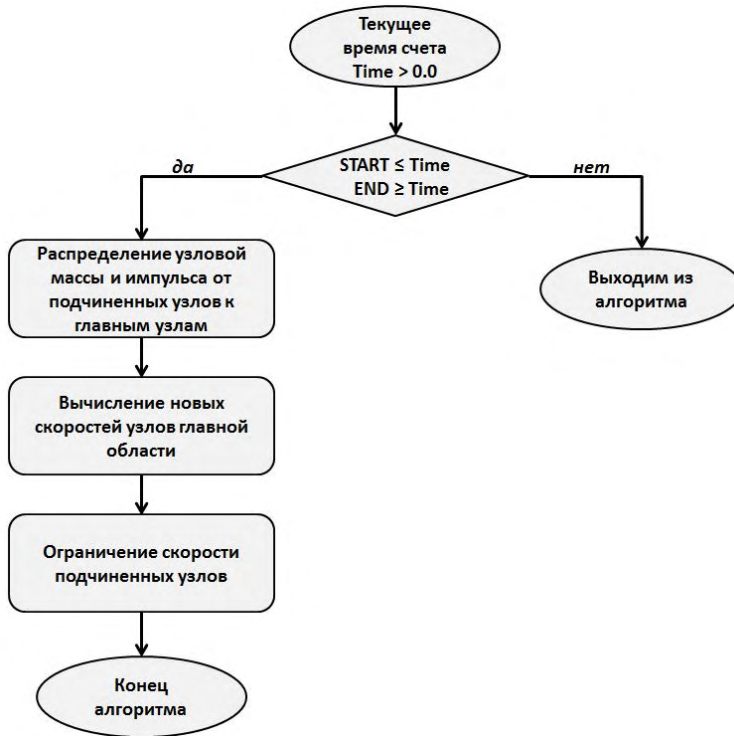 Текущее
время счета
Time > 0.0
START ≤ Time
END ≥ Time
да
нет
Распределение узловой
массы и импульса от
подчиненных узлов к
главным узлам
Выходим из
алгоритма
Вычисление новых
скоростей узлов главной
области
Ограничение скорости
подчиненных узлов
Конец
алгоритма